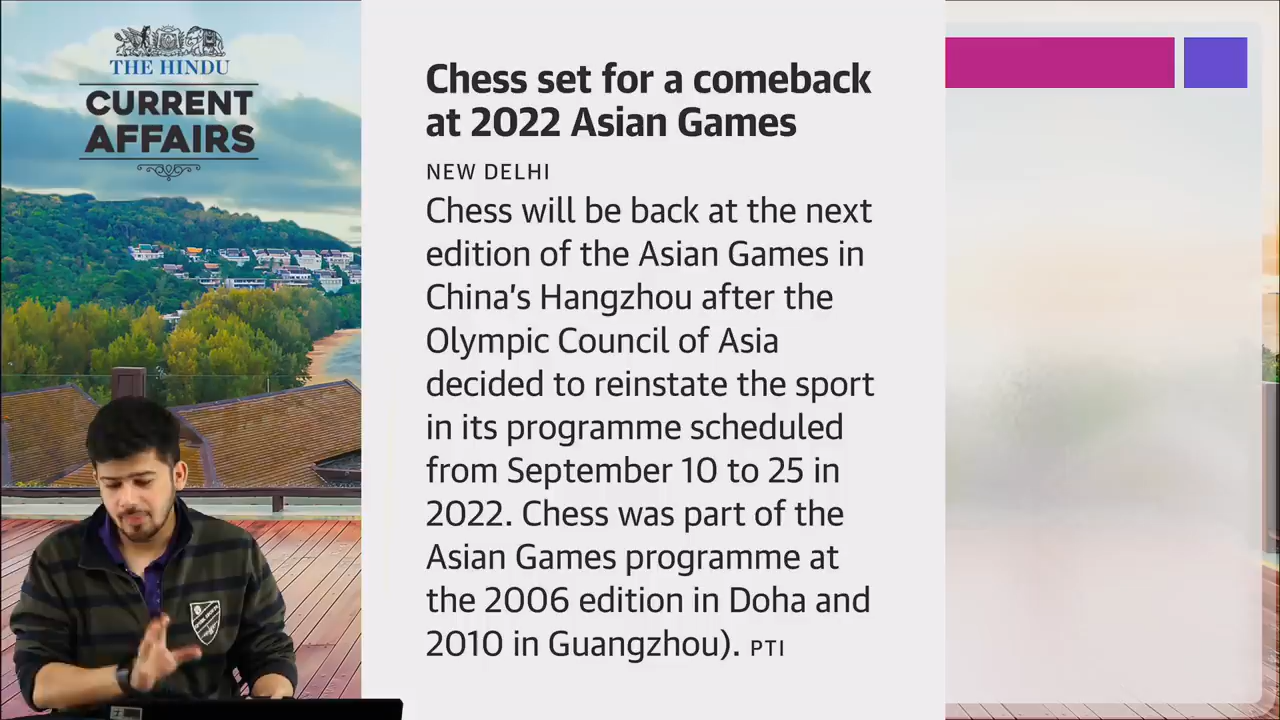 THE HINDU
CURRENT
AFFAIRS
Chess set for a comeback
at 2022 Asian Games
NEW DELHI
Chess will be back at the next
edition of the Asian Games in
China's Hangzhou after the
Olympic Council of Asia
decided to reinstate the sport
in its programme scheduled
from September 10 to 25 in
2022. Chess was part of the
Asian Games programme at
the 2006 edition in Doha and
2010 in Guangzhou). PTI